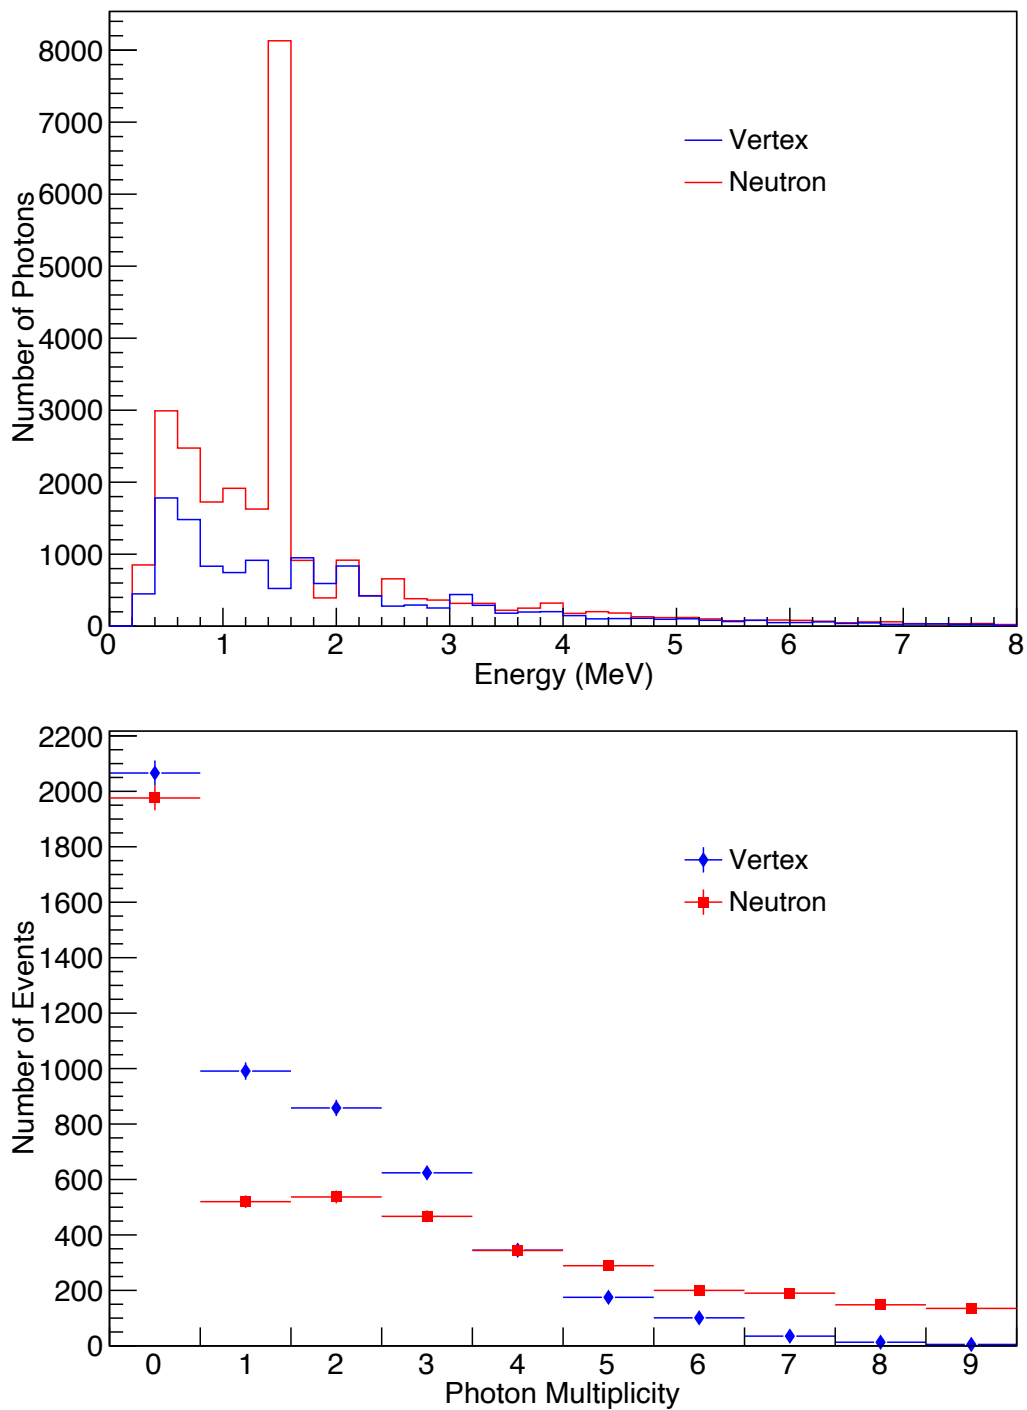 Number of Photons
8000
7000
6000
5000
4000
3000
2000
1000
0
Vertex
Neutron
0 1 2 3 4 5 6 7 8
Energy (MeV)
Number of Events
2200
2000
1800
1600
1400
1200
1000
800
600
400
200
0
Vertex
Neutron
0 1 2 3 4 5 6 7 8 9
Photon Multiplicity